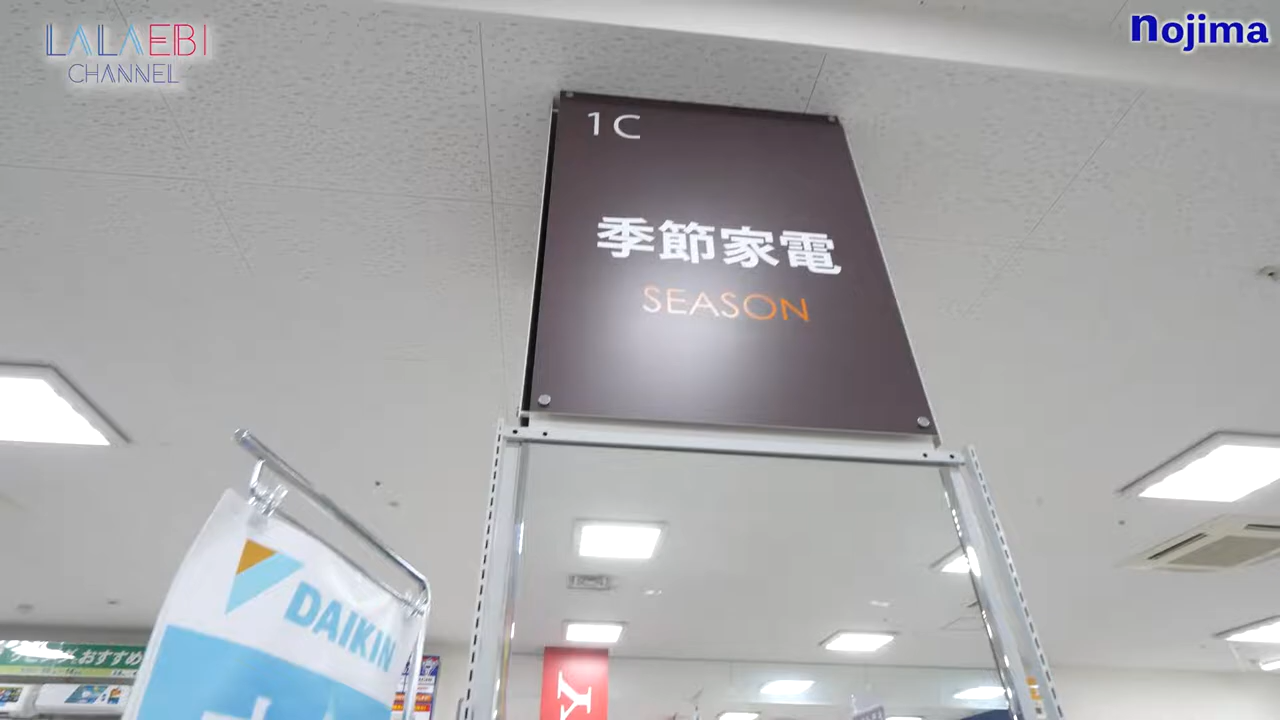 LALAEBI
CHANNEL
nojima
1C
季節家電
SEASON
DAIKIN
おすすめ